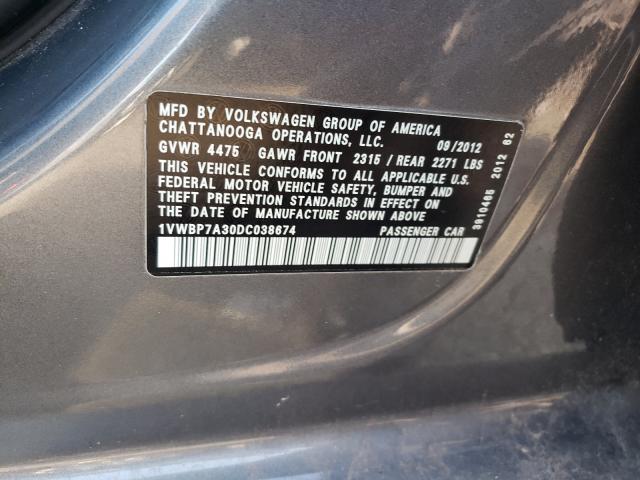 MFD BY VOLKSWAGEN GROUP OF AMERICA
CHATTANOOGA OPERATIONS, LLC. 09/2012
GVWR 4475 GAWR FRONT 2315/REAR 2271 LBS
THIS VEHICLE CONFORMS TO ALL APPLICABLE U.S.
FEDERAL MOTOR VEHICLE SAFETY, BUMPER AND
THEFT PREVENTION STANDARDS IN EFFECT ON
THE DATE OF MANUFACTURE SHOWN ABOVE
1VWBP7A30DC038674 PASSENGER CAR
3910465 2012 62